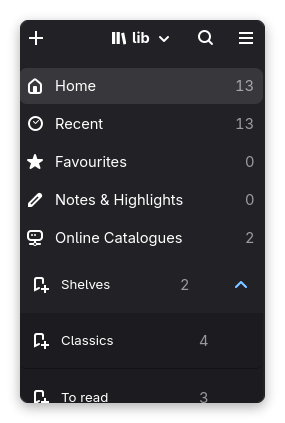 lib
Home 13
Recent 13
Favourites 0
Notes & Highlights 0
Online Catalogues 2
Shelves 2
Classics 4
To read 3